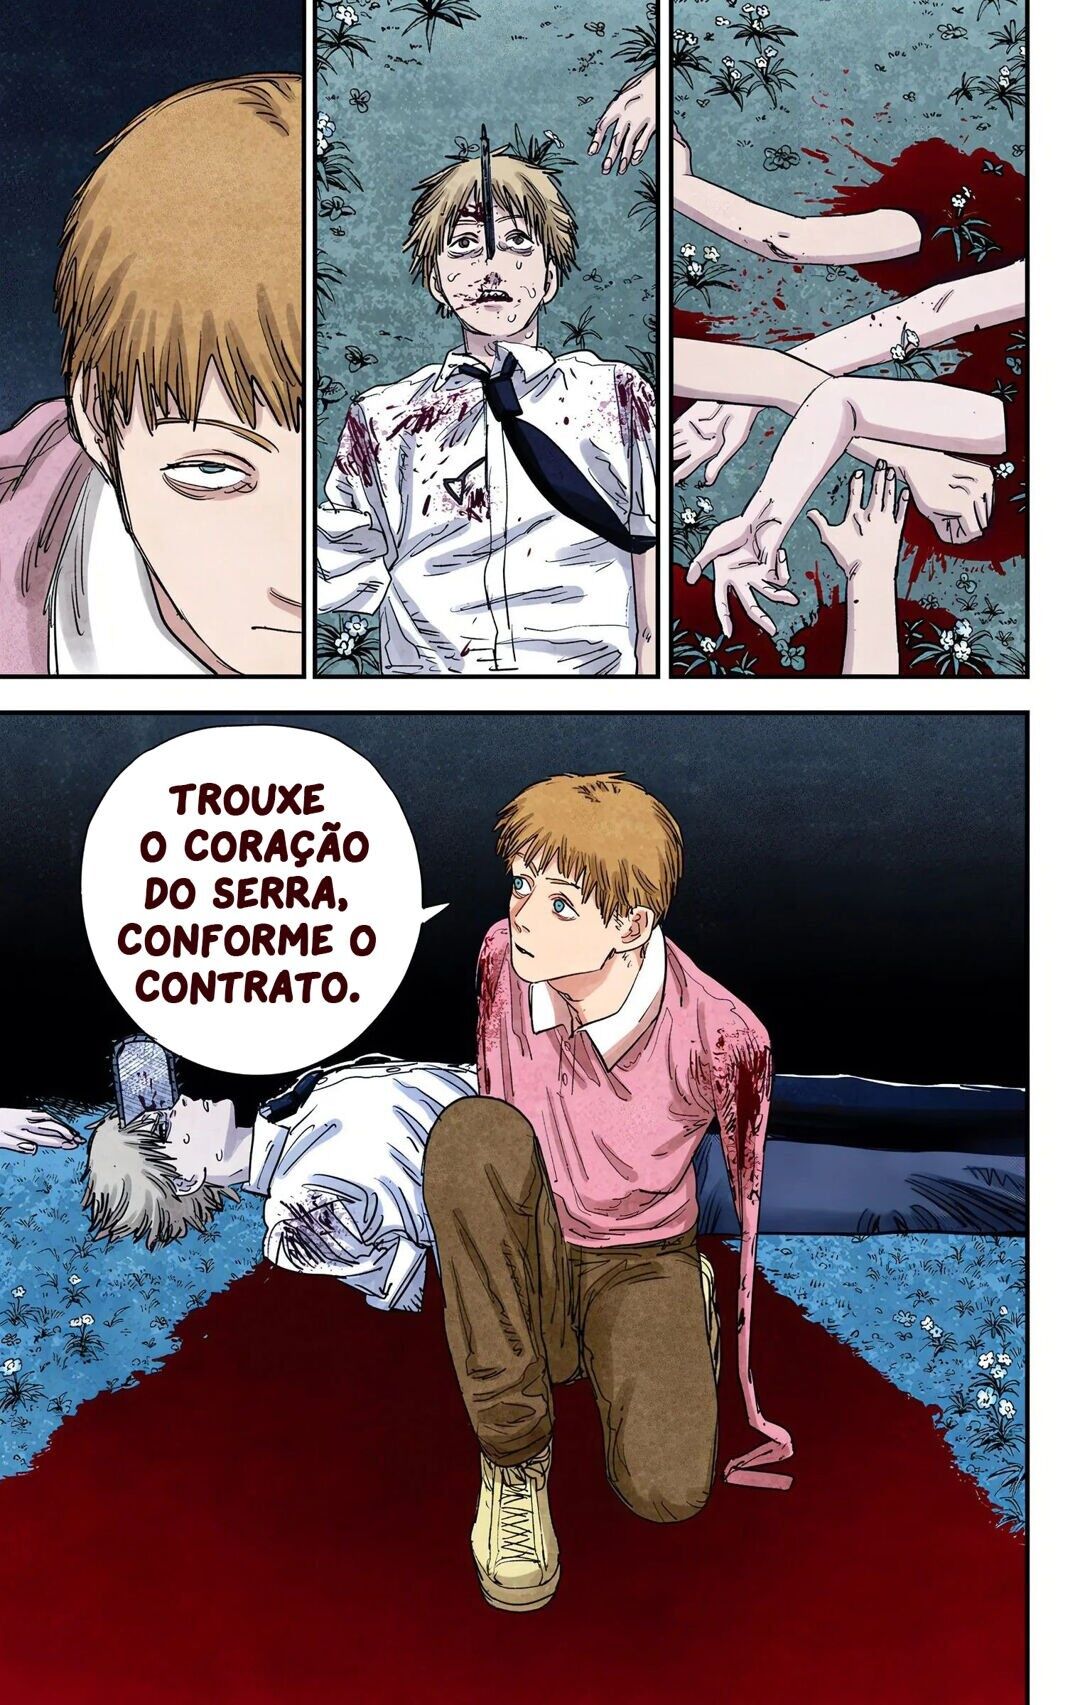 TROUXE
O CORAÇÃO
DO SERRA,
CONFORME O
CONTRATO.